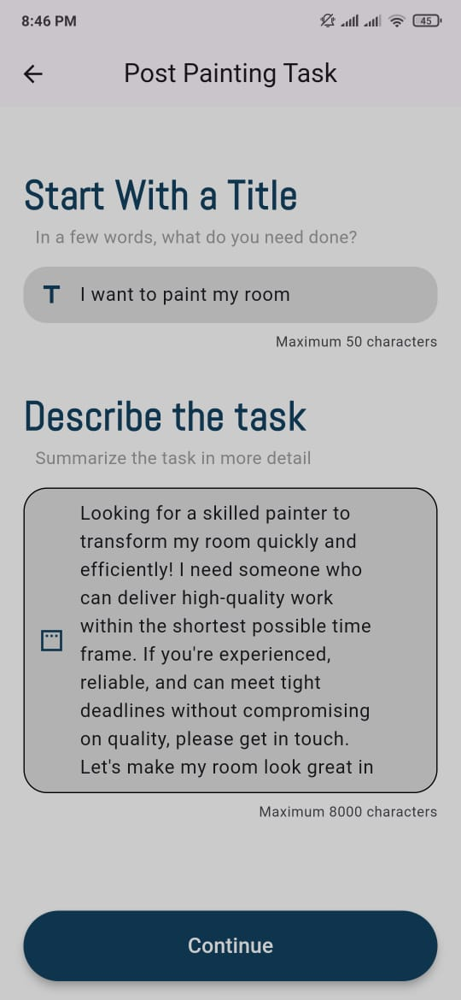 8:46 PM
45
Post Painting Task
Start With a Title
In a few words, what do you need done?
T I want to paint my room
Maximum 50 characters
Describe the task
Summarize the task in more detail
Looking for a skilled painter to
transform my room quickly and
efficiently! I need someone who
can deliver high-quality work
within the shortest possible time
frame. If you're experienced,
reliable, and can meet tight
deadlines without compromising
on quality, please get in touch.
Let's make my room look great in
Maximum 8000 characters
Continue